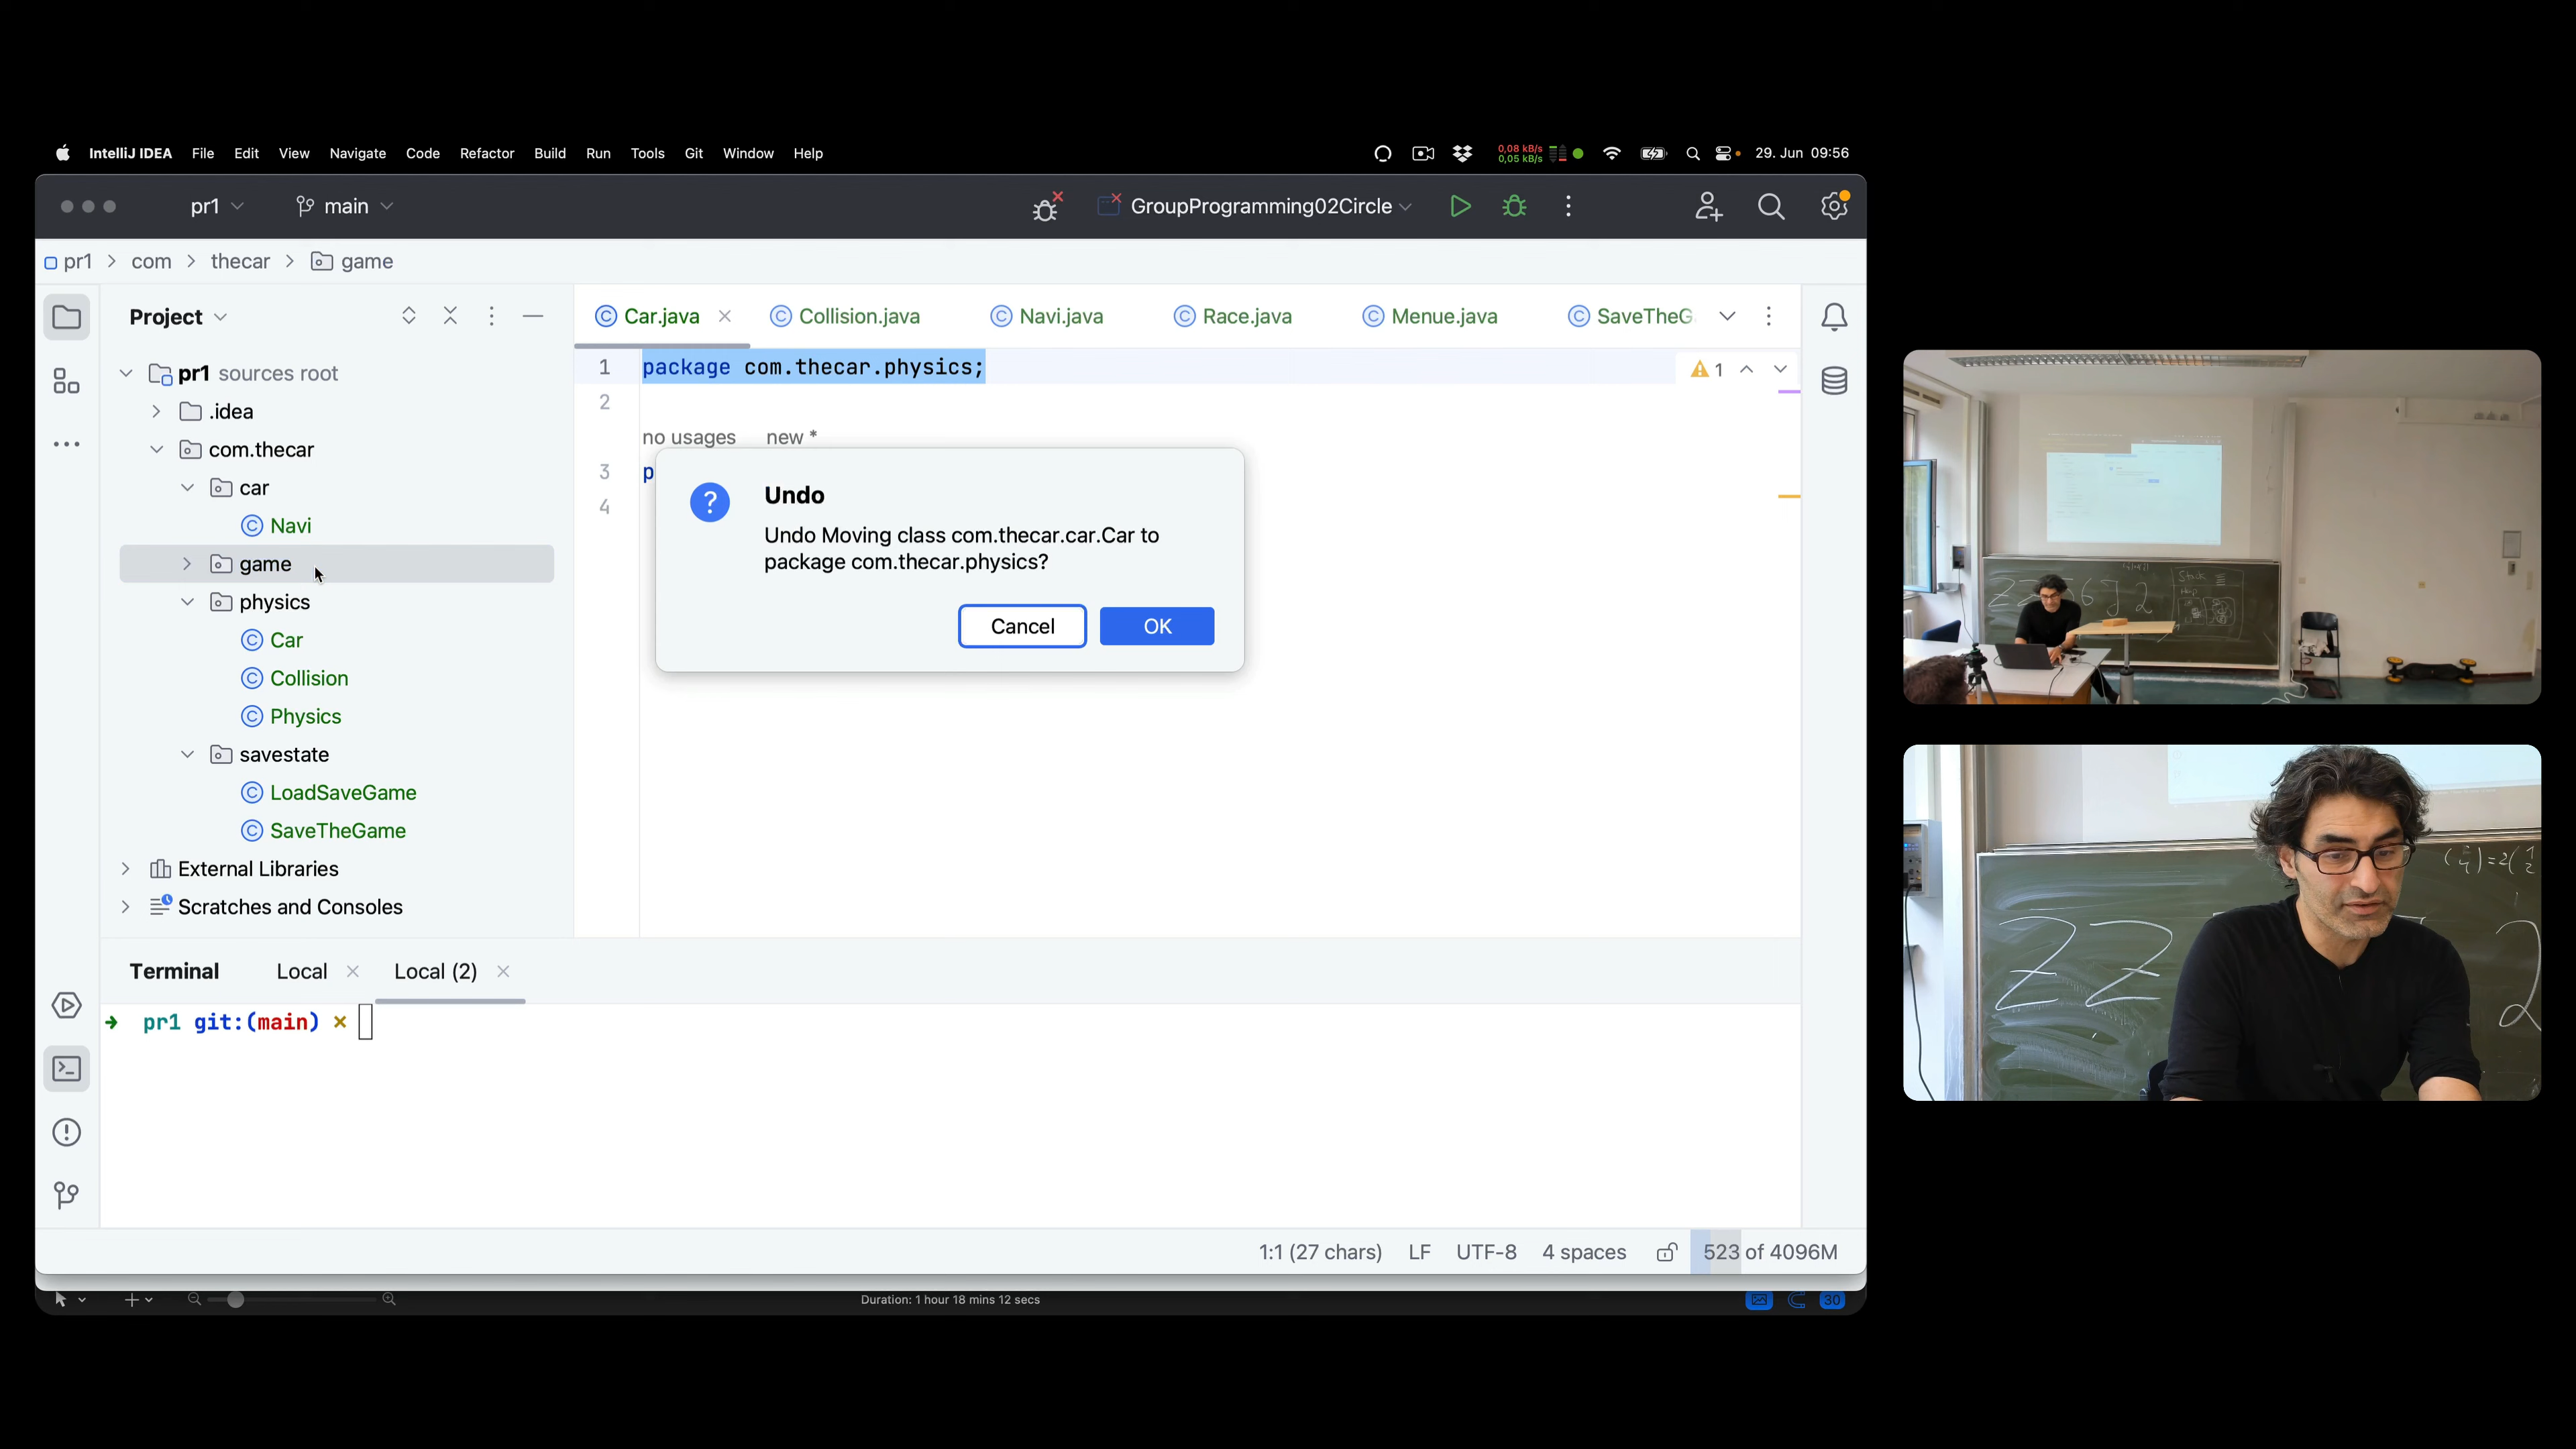 IntelliJ IDEA File Edit View Navigate Code Refactor Build Run Tools Git Window Help
0,08 kB/s
0,05 kB/s
29. Jun 09:56
pr1 main GroupProgramming02Circle
pr1 com thecar game
Project
Car.java Collision.java Navi.java Race.java Menue.java SaveTheG
pr1 sources root
.idea
com.thecar
car
Navi
game
physics
Car
Collision
Physics
savestate
LoadSaveGame
SaveTheGame
External Libraries
Scratches and Consoles
1 package com.thecar.physics;
1
2
no usages new *
3 p
4
Undo
Undo Moving class com.thecar.car.Car to
package com.thecar.physics?
Cancel OK
Terminal Local Local (2)
pr1 git:(main) ×
1:1 (27 chars) LF UTF-8 4 spaces 523 of 4096M
Duration: 1 hour 18 mins 12 secs
30